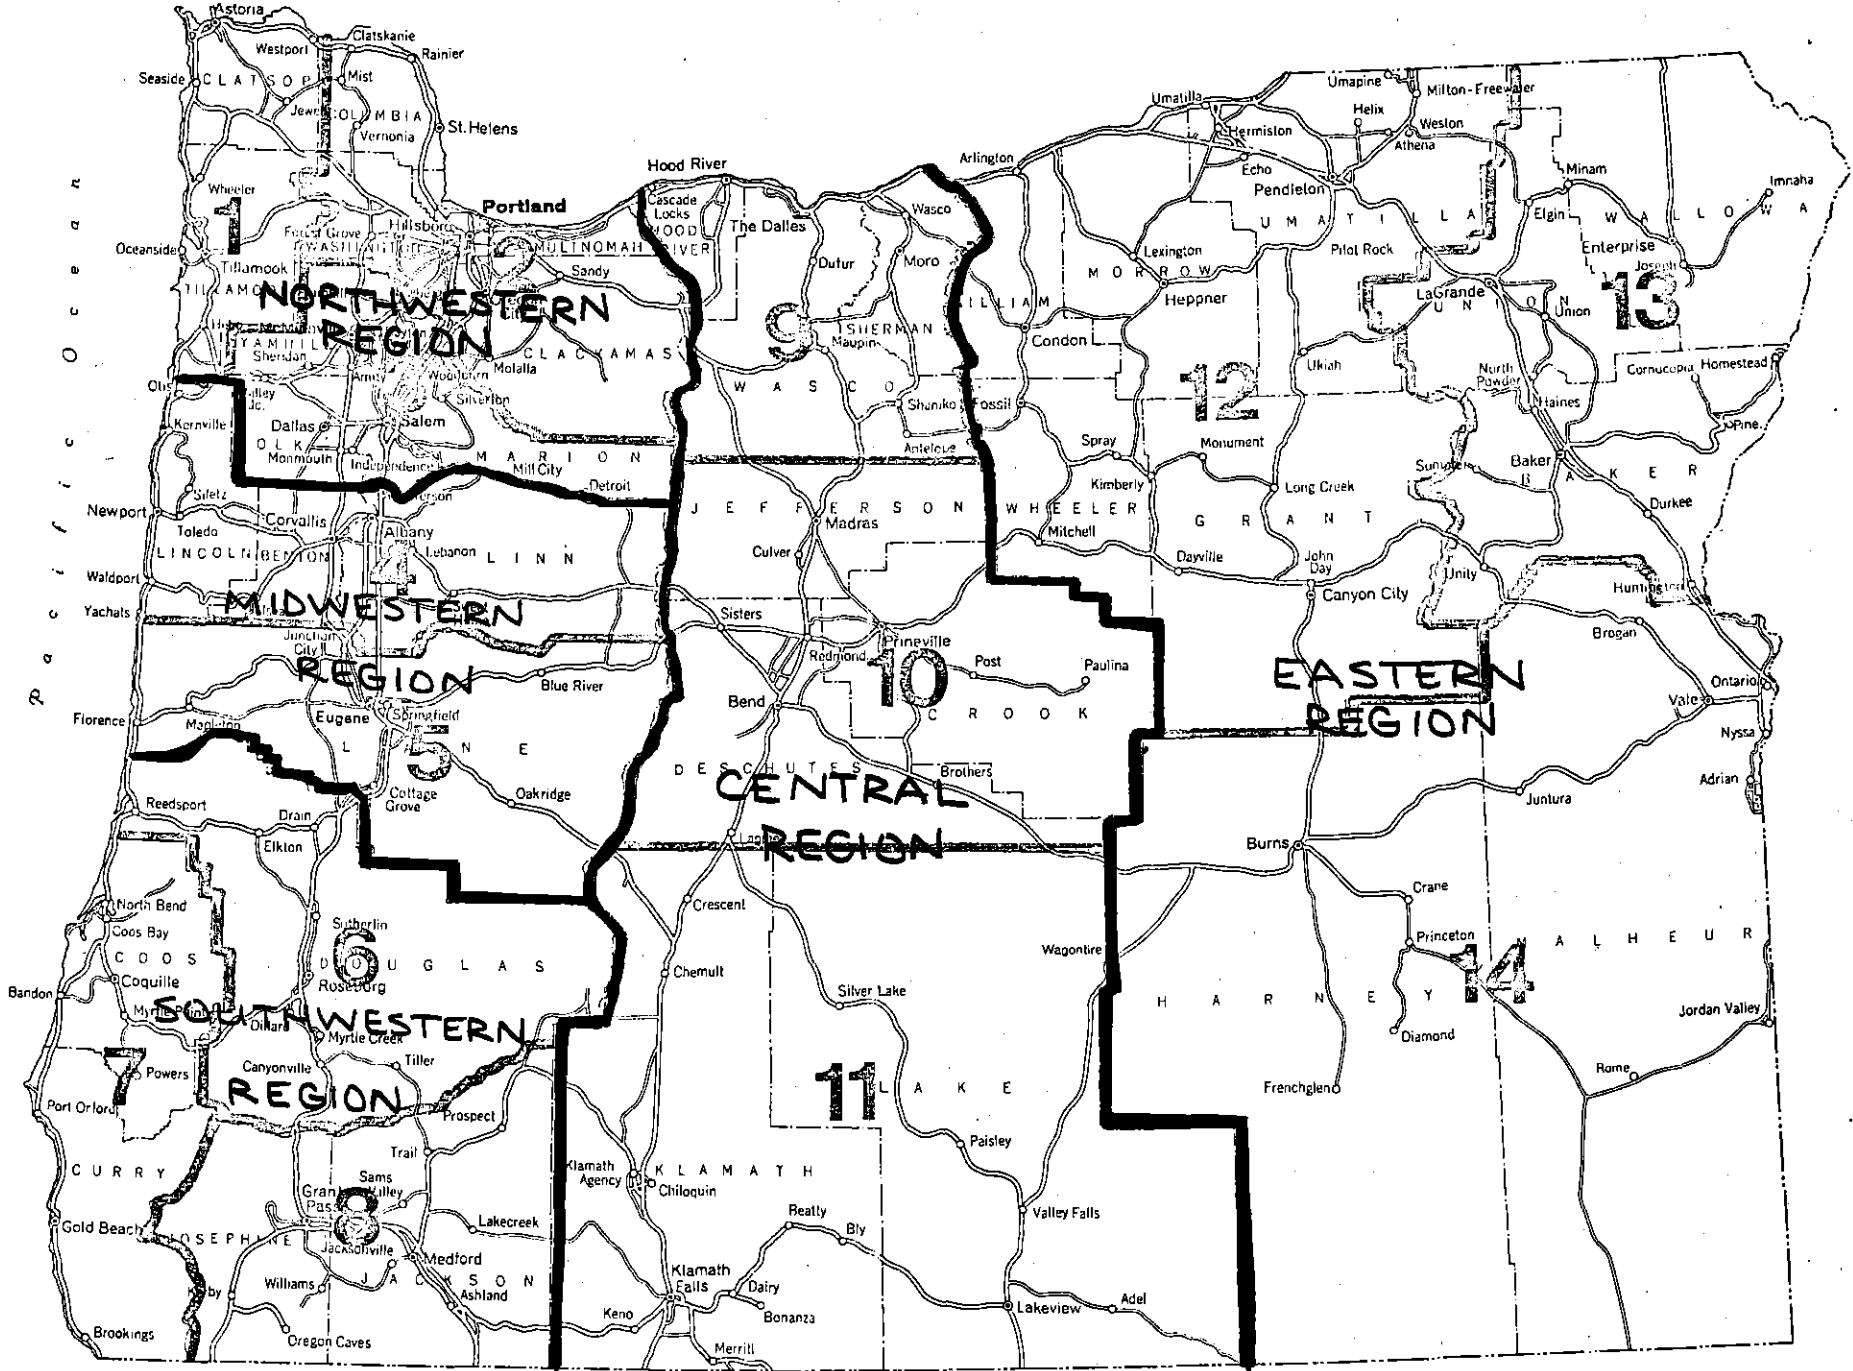 Astoria
Clatskanie
Westport
Rainier
Seaside
CLATSOP
Mist
COLUMBIA
Vernonia
St. Helens
Umapine
Milton-Freewater
Umatilla
Helix
Weston
Hermiston
Athena
Arlington
Hood River
Echo
Pendleton
Minam
Imnaha
Wheeler
Cascade
Locks
HOOD
RIVER
Portland
The Dalles
Wasco
UMATILLA
Elgin
WALLOWA
1
Forest Grove
Hillsboro
WASHINGTON
2
MULTNOMAH
Oceanside
Tillamook
Sandy
Dufur
Moro
Lexington
Pilot Rock
Enterprise
Joseph
MORROW
Heppner
LaGrande
UNION
Union
13
NORTHWESTERN
REGION
9
SHERMAN
Maupin
Condon
YAMHILL
Sheridan
CLACKAMAS
Molalla
Amity
Woodburn
Ukiah
North
Powder
Cornucopia
Homestead
12
WASCO
Haines
Silverton
Shaniko
Fossil
Pine
Kernville
Dallas
Salem
Monmouth
Independence
MARION
Mill City
Detroit
Antelope
Spray
Monument
Baker
BAKER
Kimberly
Long Creek
Durkee
Siletz
Newport
Toledo
Corvallis
Albany
Lebanon
LINCOLN
BENTON
LINN
4
JEFFERSON
Madras
Culver
WHEELER
Mitchell
GRANT
Dayville
John
Day
Canyon City
Unity
Huntington
Waldport
Yachats
MIDWESTERN
REGION
Junction
City
Sisters
Redmond
Prineville
10
Post
Paulina
Brogan
EASTERN
REGION
Ontario
Vale
Nyssa
Adrian
Blue River
Florence
Eugene
Springfield
5
LANE
Bend
CROOK
DESCHUTES
Brothers
CENTRAL
REGION
Cottage
Grove
Oakridge
Juntura
Reedsport
Drain
Elkton
Burns
Crane
Crescent
North Bend
Coos Bay
Sutherlin
6
COOS
Coquille
DOUGLAS
Roseburg
Wagontire
Princeton
MALHEUR
14
Chemult
Silver Lake
Bandon
Myrtle Point
SOUTHWESTERN
REGION
Dillard
Myrtle Creek
HARNEY
Diamond
Jordan Valley
7
Powers
Canyonville
Tiller
11
LAKE
Frenchglen
Rome
Port Orford
Prospect
Trail
Paisley
CURRY
Klamath
Agency
KLAMATH
Chiloquin
Sams
Valley
Grants
Pass
8
Gold Beach
JOSEPHINE
Lakecreek
Beatty
Bly
Valley Falls
Jacksonville
Medford
Williams
JACKSON
Ashland
Klamath
Falls
Dairy
Bonanza
Keno
Lakeview
Adel
Brookings
Oregon Caves
Merrill
Pacific Ocean